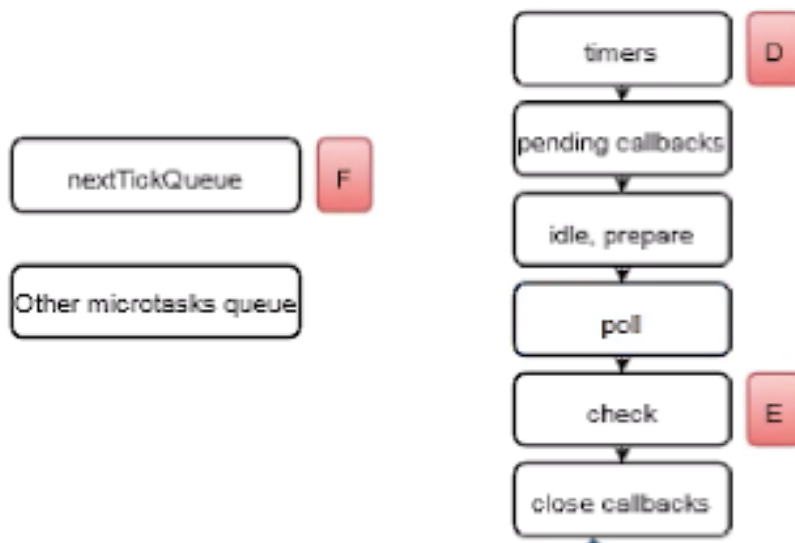 timers
D
pending callbacks
nextTickQueue
F
idle, prepare
Other microtasks queue
poll
check
E
close callbacks